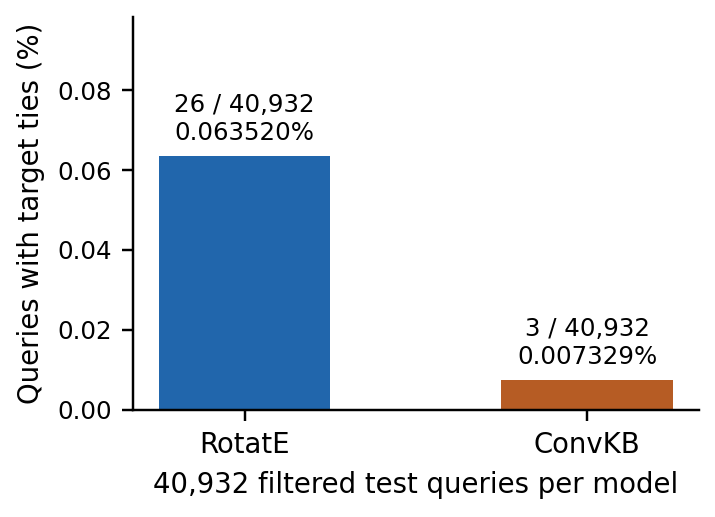 Queries with target ties (%)
0.08
0.06
0.04
0.02
0.00
26 / 40,932
0.063520%
3 / 40,932
0.007329%
RotatE
ConvKB
40,932 filtered test queries per model